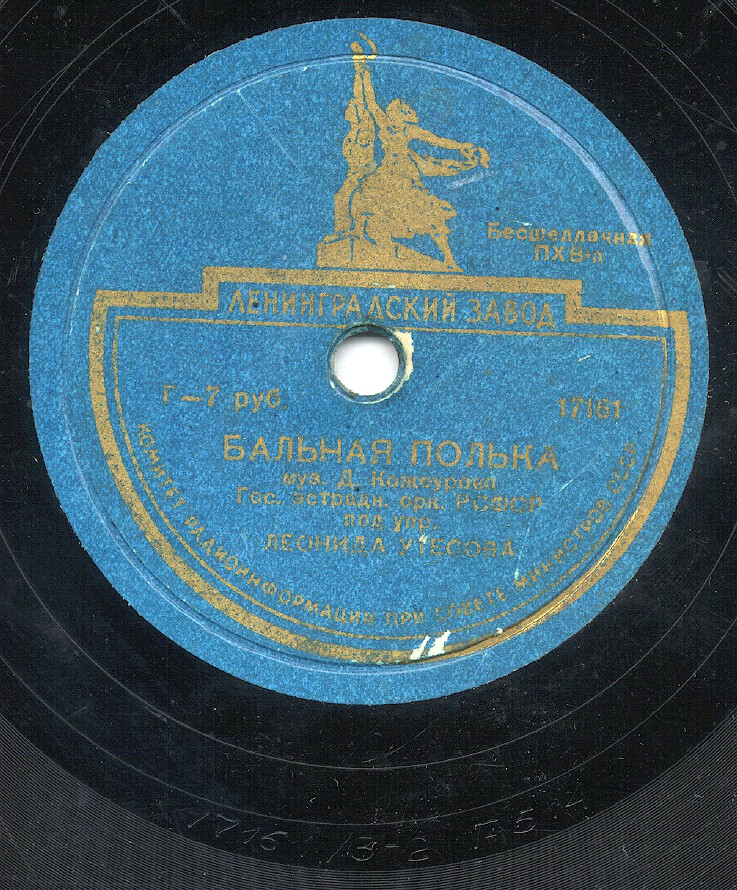 Бесшеллачная
ПХВ-л
ЛЕНИНГРАДСКИЙ ЗАВОД
Г—7 руб.
17161
БАЛЬНАЯ ПОЛЬКА
муз. Д. Кожеурова
Гос. эстрадн. орк. РСФСР
под упр.
ЛЕОНИДА УТЕСОВА
КОМИТЕТ РАДИОИНФОРМАЦИИ ПРИ СОВЕТЕ МИНИСТРОВ СССР